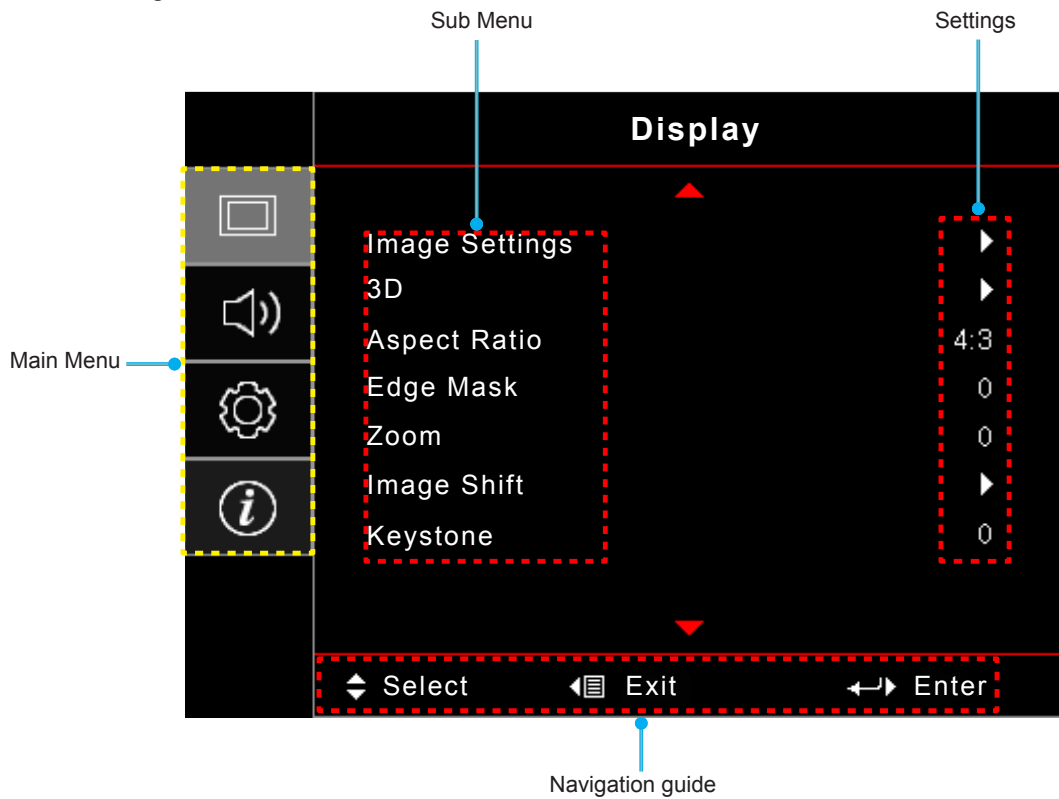 Sub Menu Settings
Display
Image Settings
3D
Aspect Ratio 4:3
Main Menu
Edge Mask 0
Zoom 0
Image Shift
Keystone 0
Select Exit Enter
Navigation guide